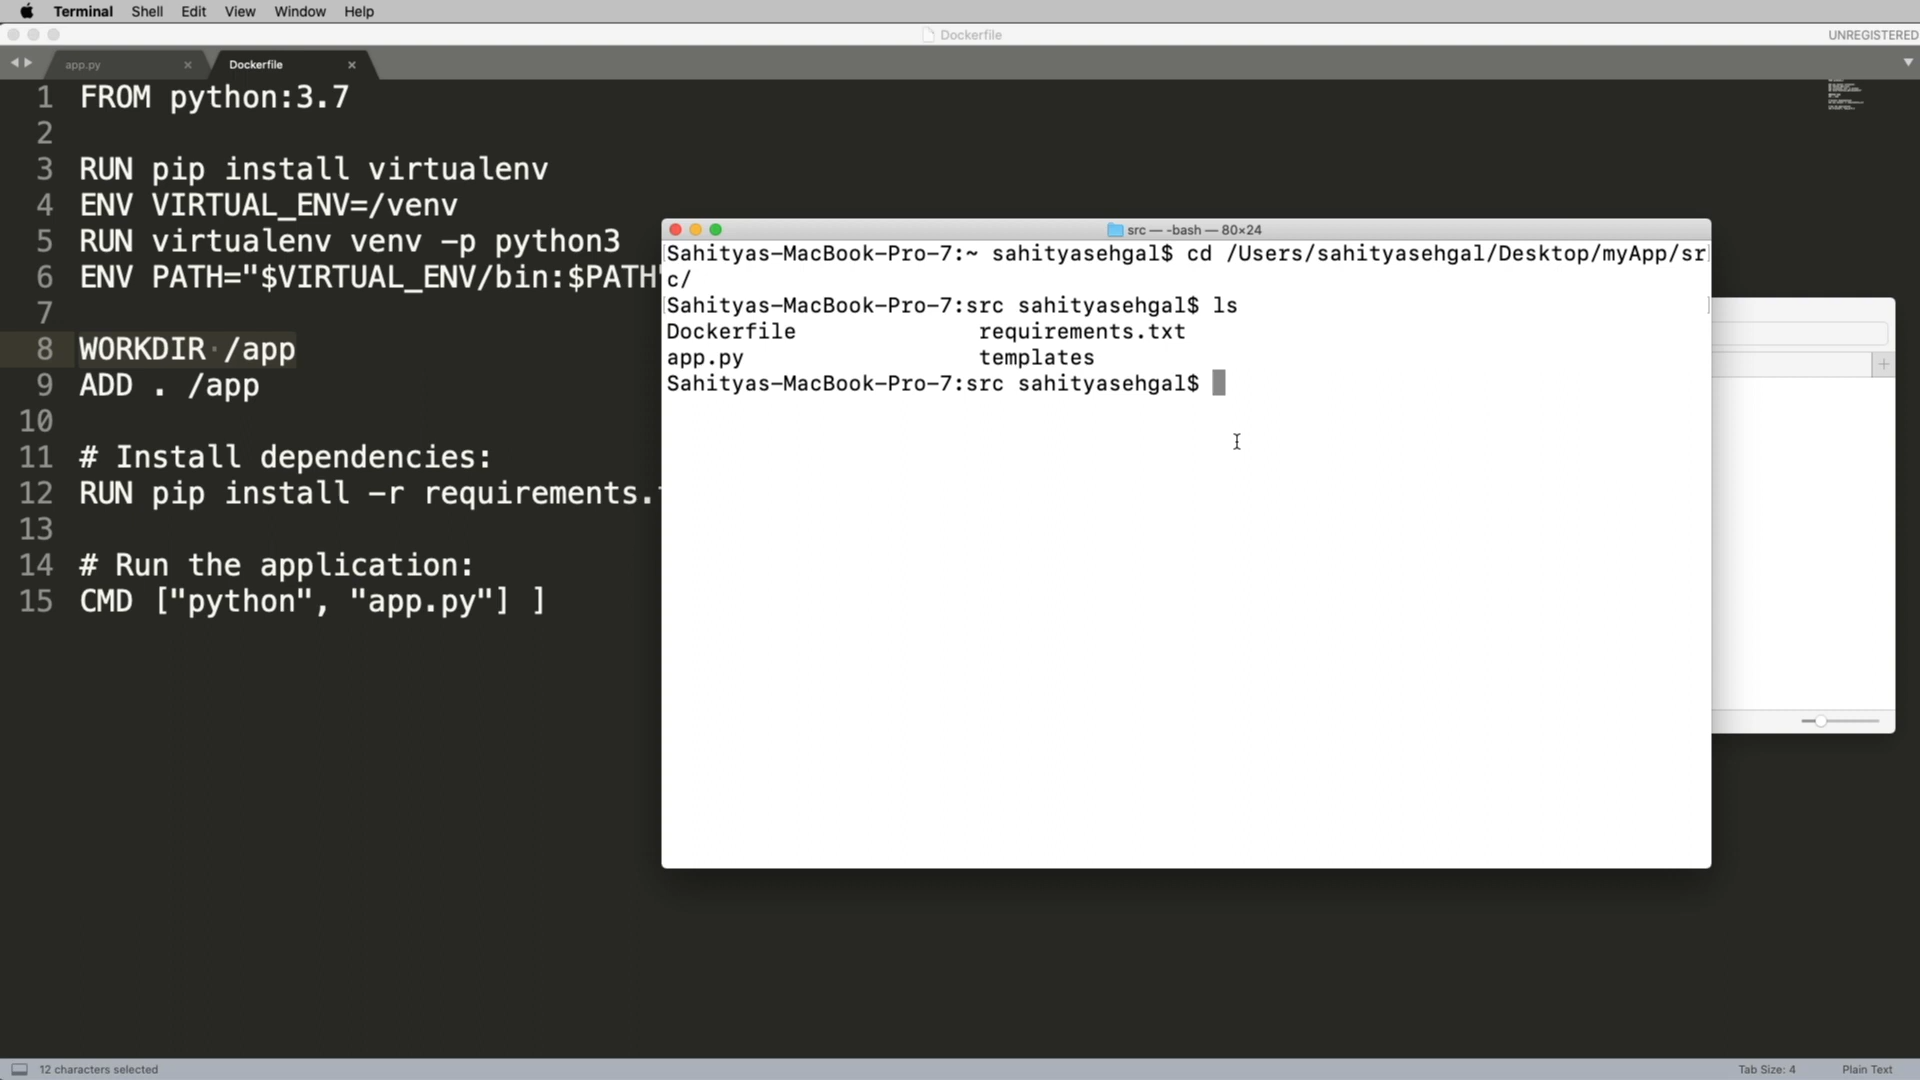 Terminal Shell Edit View Window Help
Dockerfile
UNREGISTERED
app.py
Dockerfile
1 FROM python:3.7
2
3 RUN pip install virtualenv
4 ENV VIRTUAL_ENV=/venv
5 RUN virtualenv venv -p python3
6 ENV PATH="$VIRTUAL_ENV/bin:$PATH
7
8 WORKDIR /app
9 ADD . /app
10
11 # Install dependencies:
12 RUN pip install -r requirements.
13
14 # Run the application:
15 CMD ["python", "app.py"] ]
src — -bash — 80×24
Sahityas-MacBook-Pro-7:~ sahityasehgal$ cd /Users/sahityasehgal/Desktop/myApp/sr
c/
Sahityas-MacBook-Pro-7:src sahityasehgal$ ls
Dockerfile requirements.txt
app.py templates
Sahityas-MacBook-Pro-7:src sahityasehgal$
12 characters selected
Tab Size: 4
Plain Text